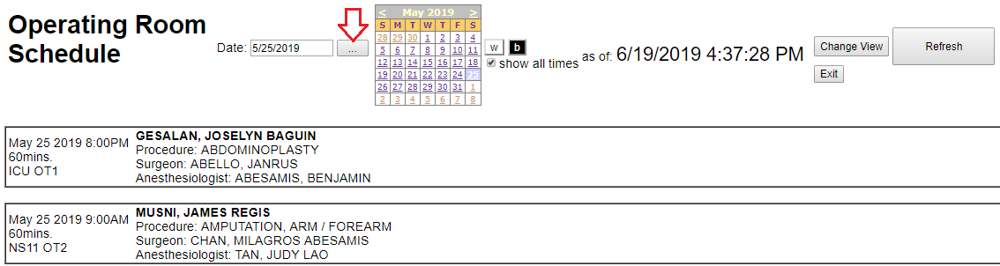 Operating Room
Schedule
Date: 5/25/2019 ...
< May 2019 >
S M T W T F S
28 29 30 1 2 3 4
5 6 7 8 9 10 11
12 13 14 15 16 17 18
19 20 21 22 23 24 25
26 27 28 29 30 31 1
2 3 4 5 6 7 8
w b
show all times
as of: 6/19/2019 4:37:28 PM
Change View
Refresh
Exit
May 25 2019 8:00PM
60mins.
ICU OT1
GESALAN, JOSELYN BAGUIN
Procedure: ABDOMINOPLASTY
Surgeon: ABELLO, JANRUS
Anesthesiologist: ABESAMIS, BENJAMIN
May 25 2019 9:00AM
60mins.
NS11 OT2
MUSNI, JAMES REGIS
Procedure: AMPUTATION, ARM / FOREARM
Surgeon: CHAN, MILAGROS ABESAMIS
Anesthesiologist: TAN, JUDY LAO